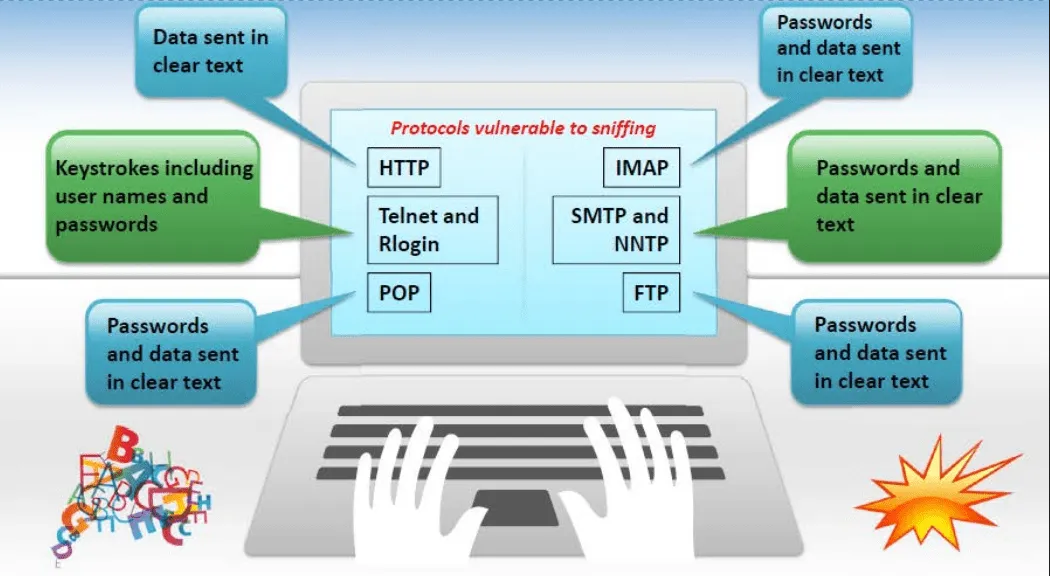 Data sent in
clear text
Passwords
and data sent
in clear text
Protocols vulnerable to sniffing
HTTP
IMAP
Keystrokes including
user names and
passwords
Telnet and
Rlogin
SMTP and
NNTP
Passwords and
data sent in clear
text
POP
FTP
Passwords
and data sent
in clear text
Passwords
and data sent
in clear text